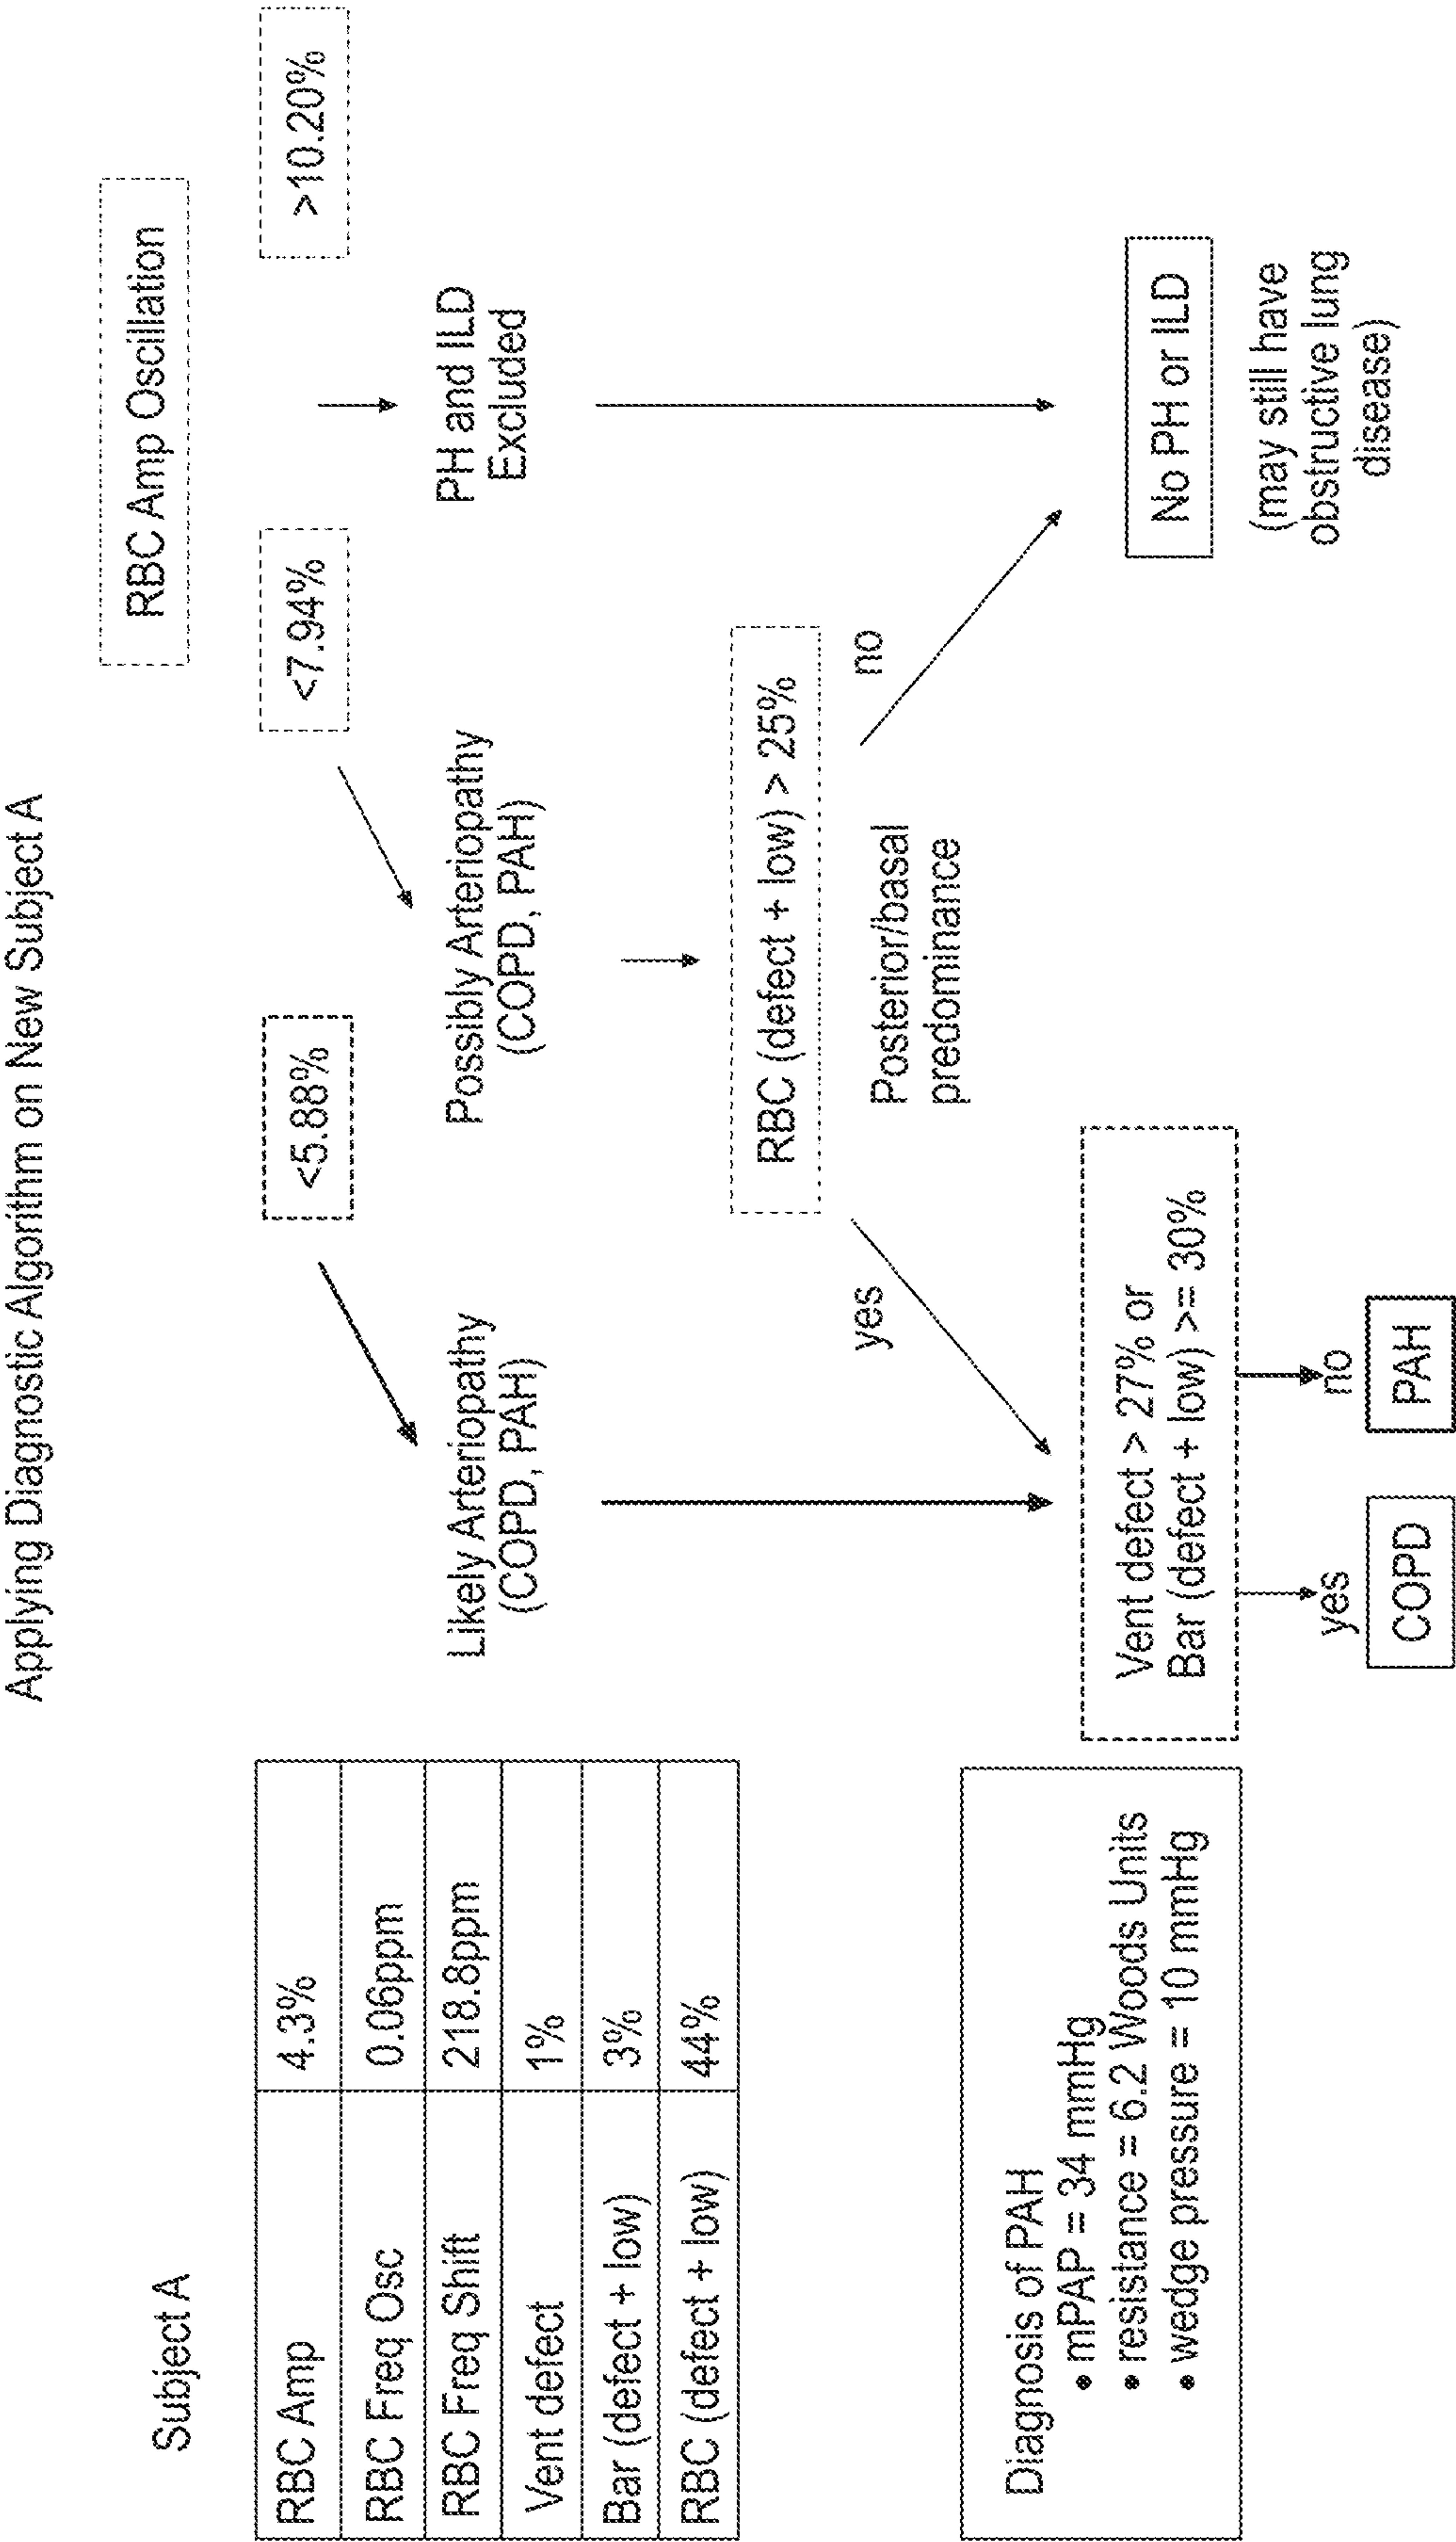 Applying Diagnostic Algorithm on New Subject A
Subject A
RBC Amp 4.3%
RBC Freq Osc 0.06ppm
RBC Freq Shift 218.8ppm
Vent defect 1%
Bar (defect + low) 3%
RBC (defect + low) 44%
Diagnosis of PAH
• mPAP = 34 mmHg
• resistance = 6.2 Woods Units
• wedge pressure = 10 mmHg
RBC Amp Oscillation
<5.88%
<7.94%
>10.20%
Likely Arteriopathy
(COPD, PAH)
Possibly Arteriopathy
(COPD, PAH)
PH and ILD
Excluded
RBC (defect + low) > 25%
yes
Posterior/basal
predominance
no
Vent defect > 27% or
Bar (defect + low) >= 30%
yes
no
COPD
PAH
No PH or ILD
(may still have
obstructive lung
disease)